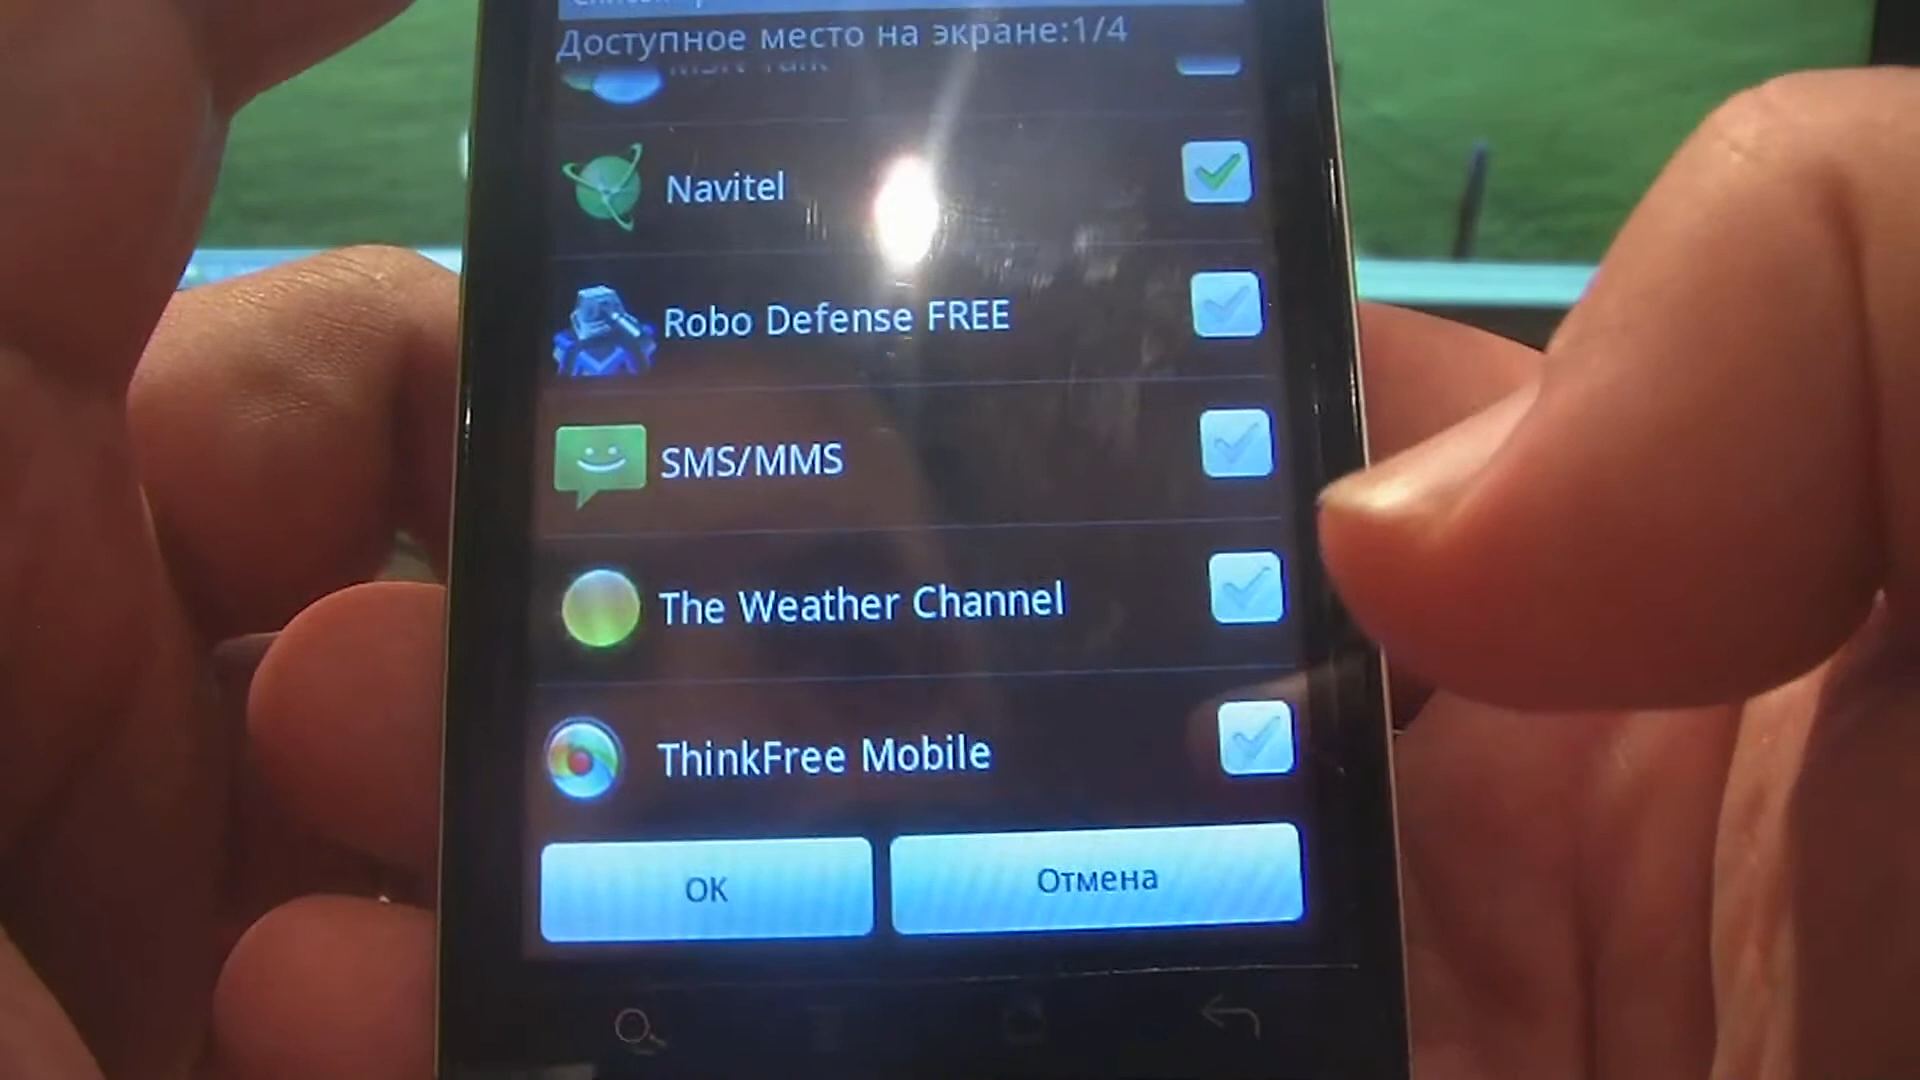 Доступное место на экране:1/4
Navitel
Robo Defense FREE
SMS/MMS
The Weather Channel
ThinkFree Mobile
OK
Отмена